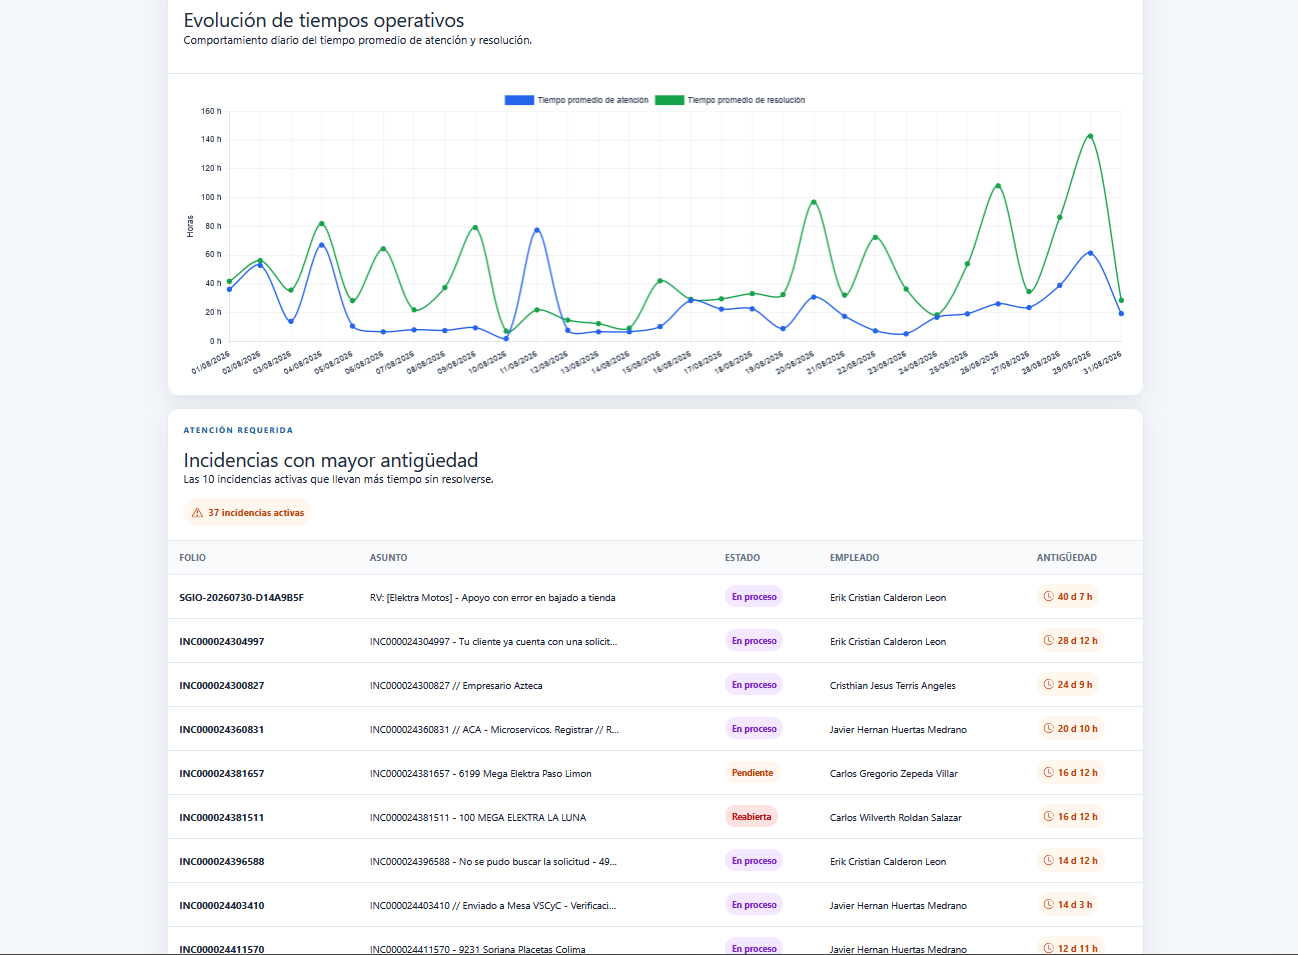 Evolución de tiempos operativos
Comportamiento diario del tiempo promedio de atención y resolución.
Tiempo promedio de atención Tiempo promedio de resolución
160 h
140 h
120 h
100 h
80 h
60 h
40 h
20 h
0 h
Horas
01/08/2026 02/08/2026 03/08/2026 04/08/2026 05/08/2026 06/08/2026 07/08/2026 08/08/2026 09/08/2026 10/08/2026 11/08/2026 12/08/2026 13/08/2026 14/08/2026 15/08/2026 16/08/2026 17/08/2026 18/08/2026 19/08/2026 20/08/2026 21/08/2026 22/08/2026 23/08/2026 24/08/2026 25/08/2026 26/08/2026 27/08/2026 28/08/2026 29/08/2026 31/08/2026
ATENCIÓN REQUERIDA
Incidencias con mayor antigüedad
Las 10 incidencias activas que llevan más tiempo sin resolverse.
37 incidencias activas
FOLIO ASUNTO ESTADO EMPLEADO ANTIGÜEDAD
SGIO-20260730-D14A9B5F RV: [Elektra Motos] - Apoyo con error en bajado a tienda En proceso Erik Cristian Calderon Leon 40 d 7 h
INC000024304997 INC000024304997 - Tu cliente ya cuenta con una solicit... En proceso Erik Cristian Calderon Leon 28 d 12 h
INC000024300827 INC000024300827 // Empresario Azteca En proceso Cristhian Jesus Terris Angeles 24 d 9 h
INC000024360831 INC000024360831 // ACA - Microservicos. Registrar // R... En proceso Javier Hernan Huertas Medrano 20 d 10 h
INC000024381657 INC000024381657 - 6199 Mega Elektra Paso Limon Pendiente Carlos Gregorio Zepeda Villar 16 d 12 h
INC000024381511 INC000024381511 - 100 MEGA ELEKTRA LA LUNA Reabierta Carlos Wilverth Roldan Salazar 16 d 12 h
INC000024396588 INC000024396588 - No se pudo buscar la solicitud - 49... En proceso Erik Cristian Calderon Leon 14 d 12 h
INC000024403410 INC000024403410 // Enviado a Mesa VSCyC - Verificaci... En proceso Javier Hernan Huertas Medrano 14 d 3 h
INC000024411570 INC000024411570 - 9231 Soriana Placetas Colima En proceso Javier Hernan Huertas Medrano 12 d 11 h